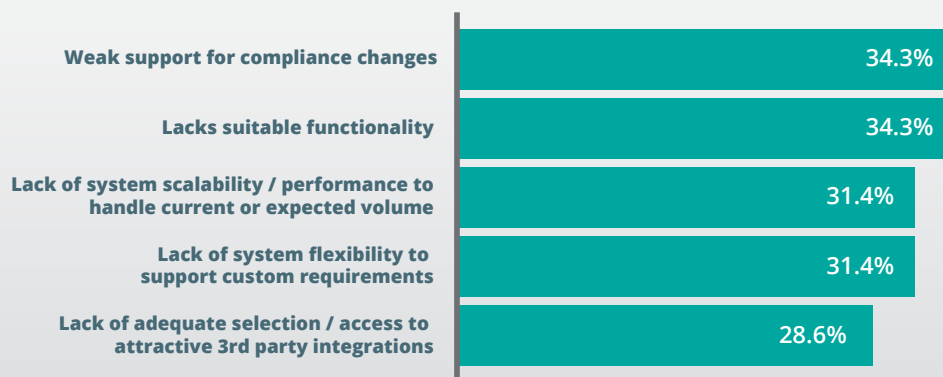 Weak support for compliance changes
34.3%
Lacks suitable functionality
34.3%
Lack of system scalability / performance to
handle current or expected volume
31.4%
Lack of system flexibility to
support custom requirements
31.4%
Lack of adequate selection / access to
attractive 3rd party integrations
28.6%